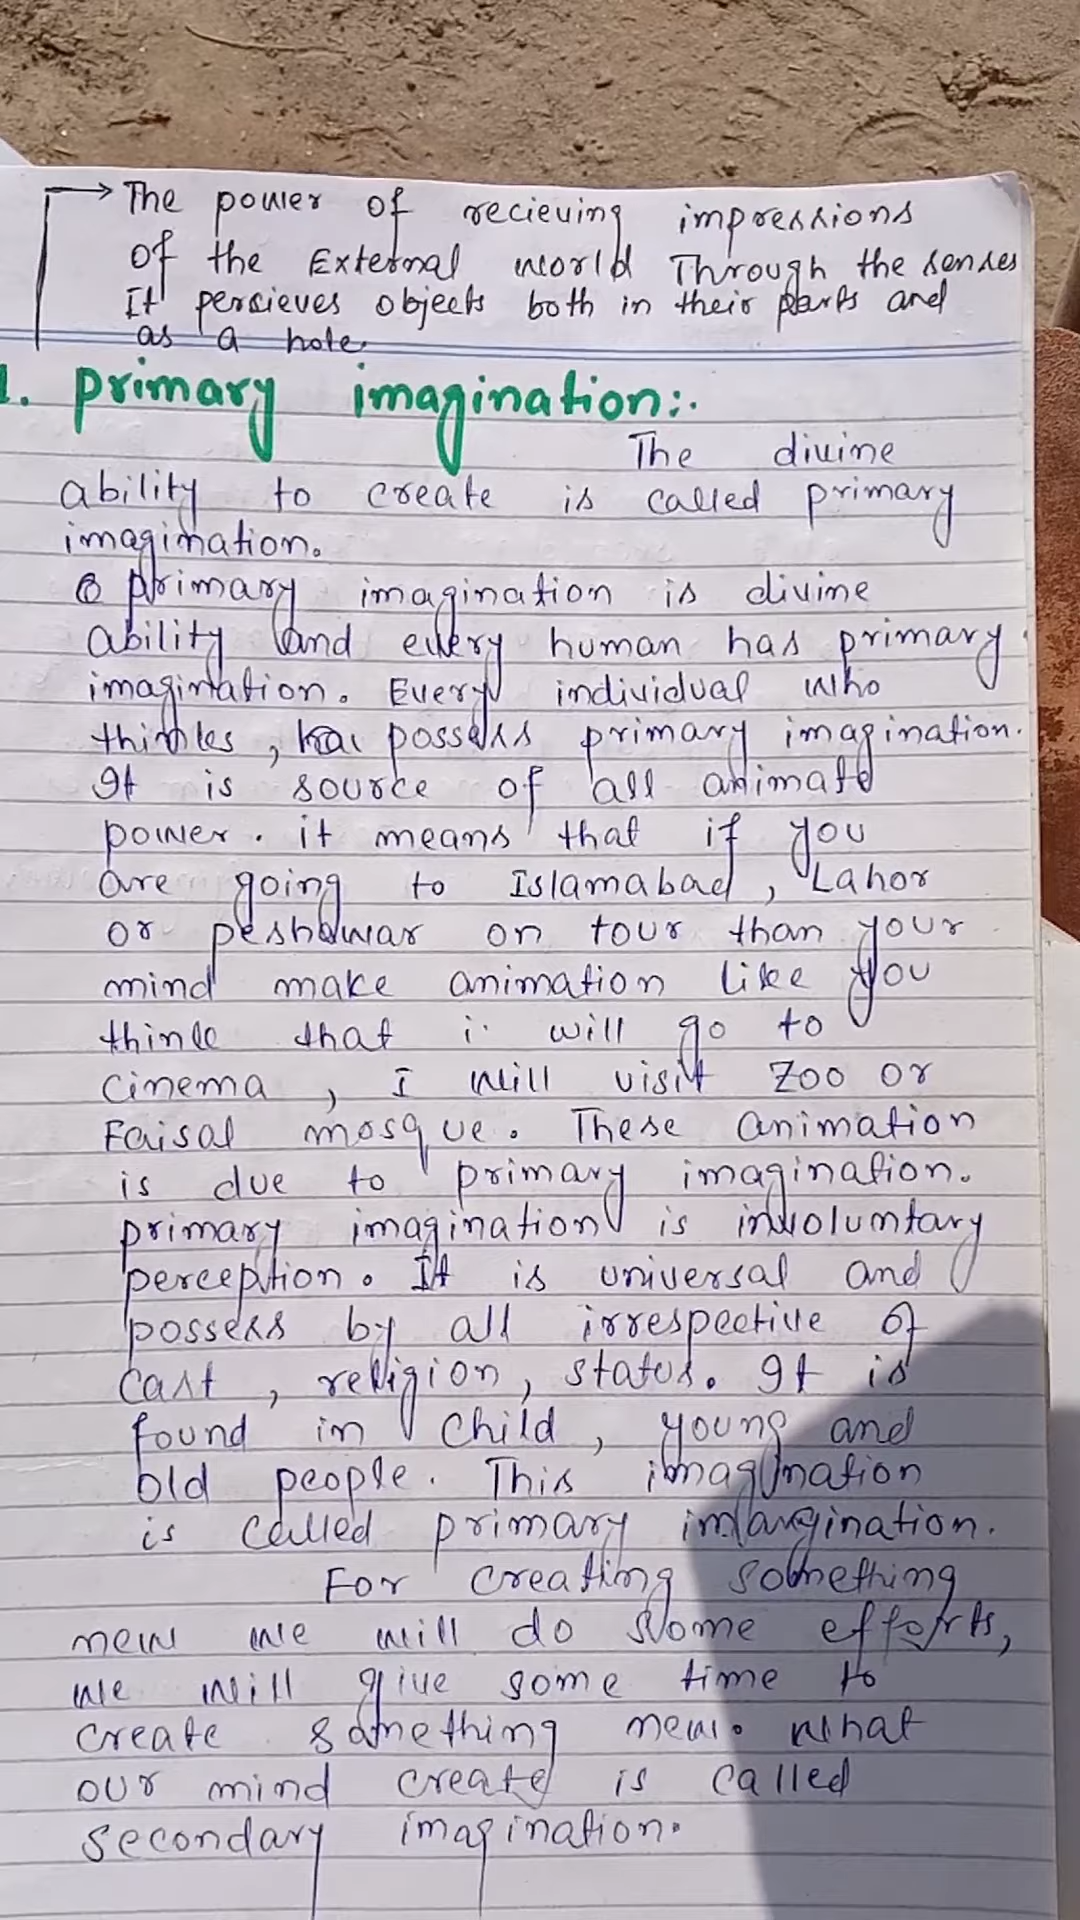 The power of recieving impressions
of the External world Through the senses
It percieves objects both in their parts and
as a hole.
1. primary imagination:.
The divine
ability to create is called primary
imagination.
primary imagination is divine
ability and every human has primary
imagination. Every individual who
thinks, possess primary imagination.
It is source of all animate
power. it means that if you
are going to Islamabad, Lahor
or peshawar on tour than your
mind make animation like you
think that i will go to
cinema, I will visit Zoo or
Faisal mosque. These animation
is due to primary imagination.
primary imagination is involuntary
perception. It is universal and
possess by all irrespective of
cast, religion, status. It is
found in child, young and
old people. This imagination
is called primary imargination.
For creating something
new we will do some efforts,
we will give some time to
create something new. what
our mind create is called
secondary imagination.